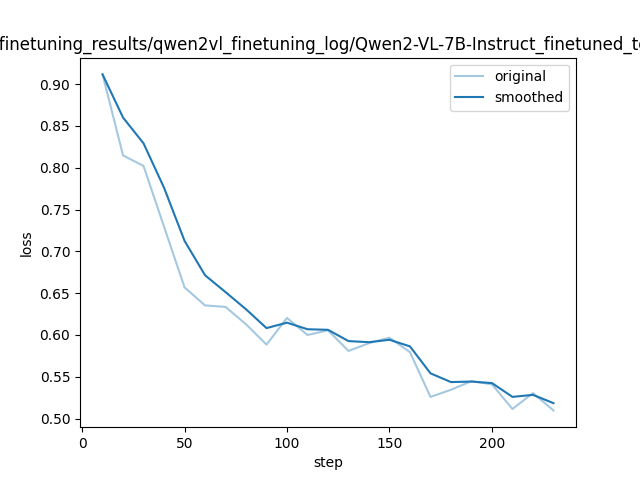 finetuning_results/qwen2vl_finetuning_log/Qwen2-VL-7B-Instruct_finetuned_t
original
smoothed
0.90
0.85
0.80
0.75
0.70
0.65
0.60
0.55
0.50
loss
0 50 100 150 200
step